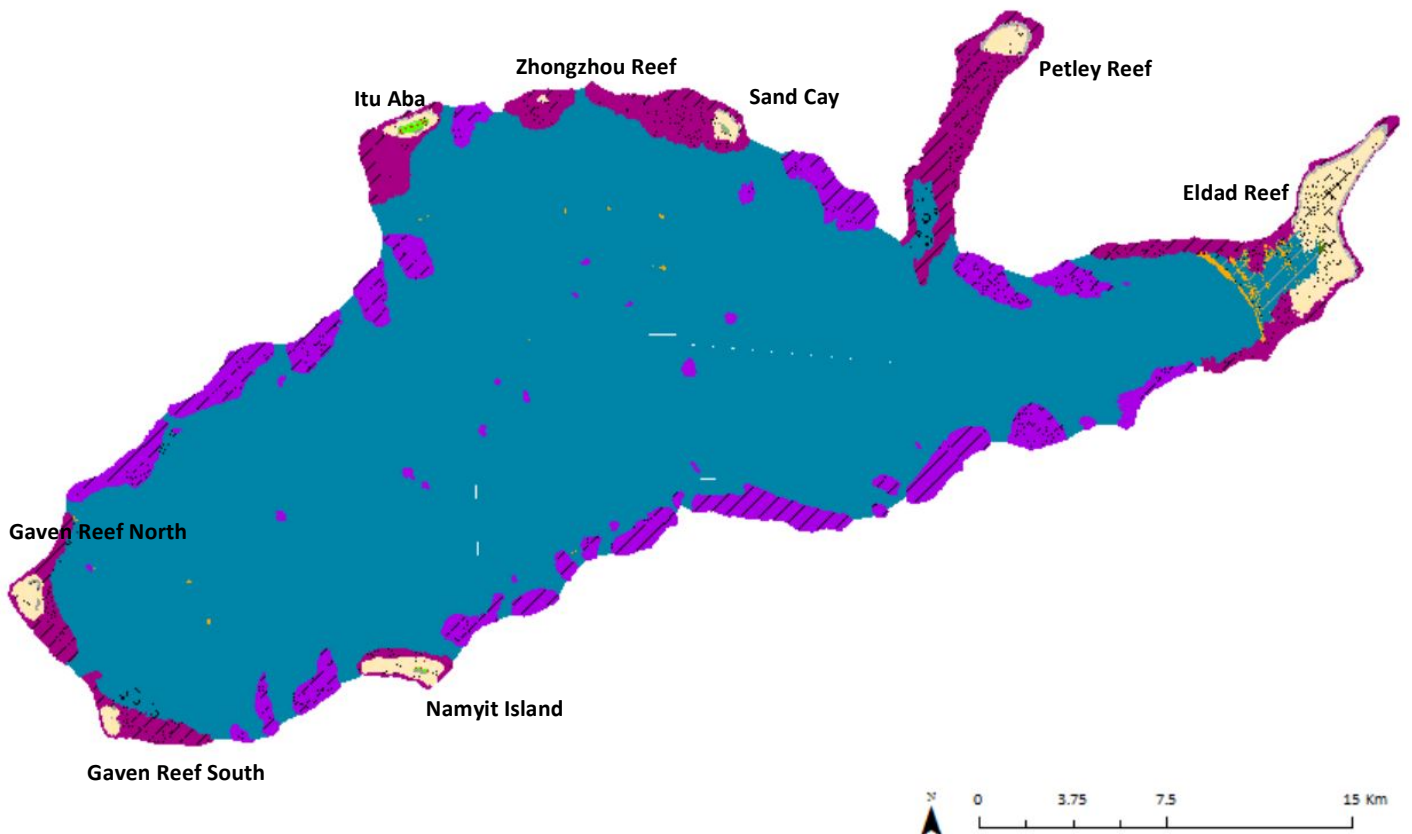 Zhongzhou Reef
Petley Reef
Itu Aba
Sand Cay
Eldad Reef
Gaven Reef North
Namyit Island
Gaven Reef South
N
0 3.75 7.5 15 Km